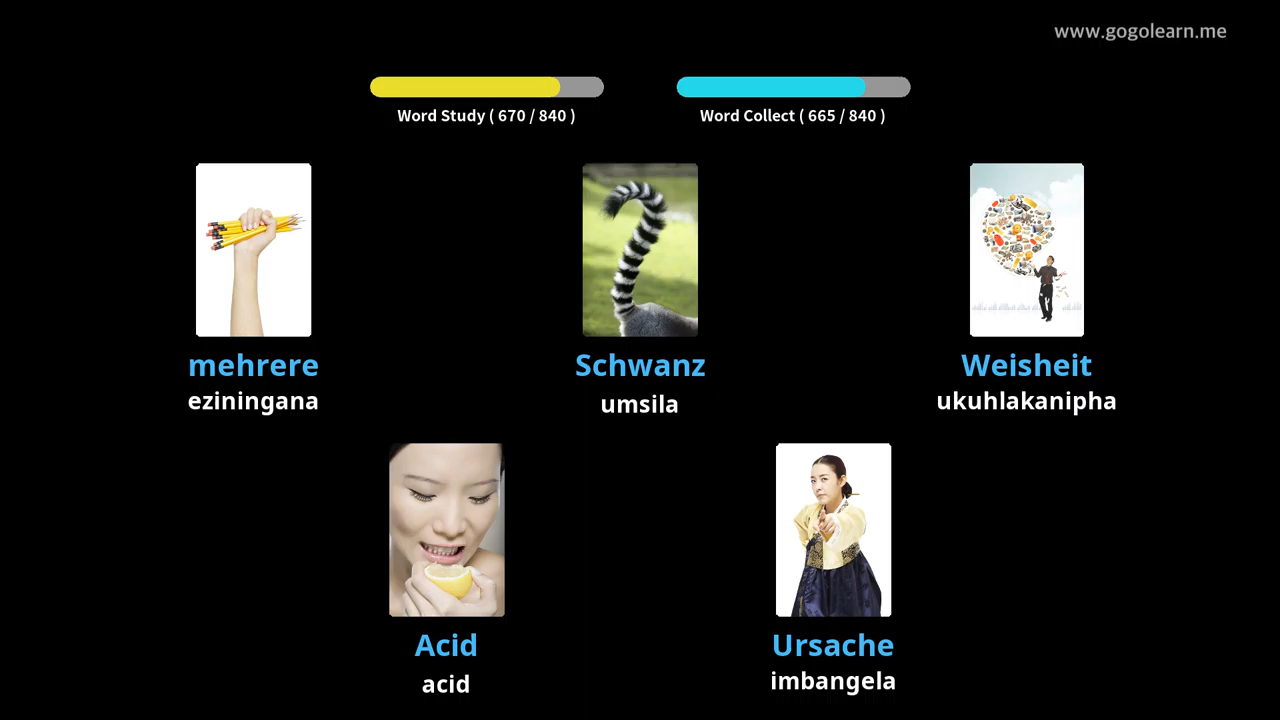 www.gogolearn.me
Word Study ( 670 / 840 )
Word Collect ( 665 / 840 )
mehrere
eziningana
Schwanz
umsila
Weisheit
ukuhlakanipha
Acid
acid
Ursache
imbangela